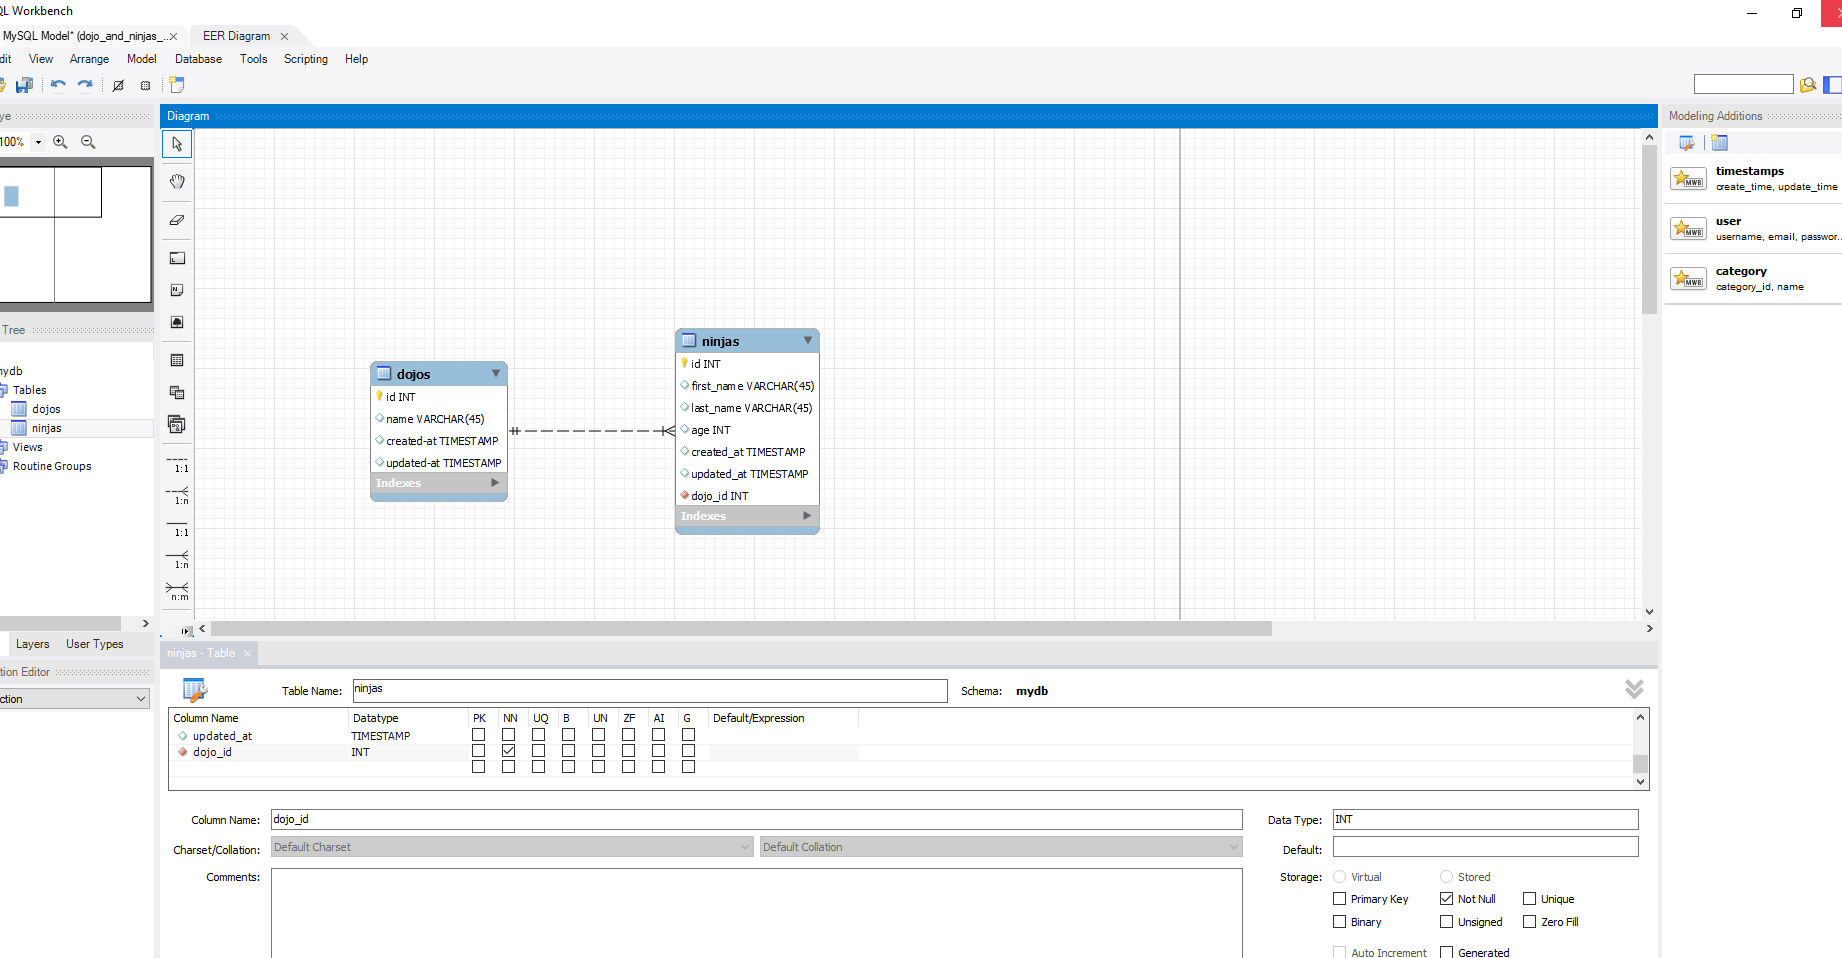 QL Workbench
MySQL Model* (dojo_and_ninjas_...
EER Diagram
dit View Arrange Model Database Tools Scripting Help
ye
Diagram
Modeling Additions
100%
timestamps
create_time, update_time
user
username, email, passwor...
category
category_id, name
Tree
mydb
Tables
dojos
ninjas
Views
Routine Groups
1:1
1:n
1:1
1:n
n:m
dojos
id INT
name VARCHAR(45)
created-at TIMESTAMP
updated-at TIMESTAMP
Indexes
ninjas
id INT
first_name VARCHAR(45)
last_name VARCHAR(45)
age INT
created_at TIMESTAMP
updated_at TIMESTAMP
dojo_id INT
Indexes
Layers User Types
tion Editor
ction
ninjas - Table
Table Name: ninjas Schema: mydb
Column Name Datatype PK NN UQ B UN ZF AI G Default/Expression
updated_at TIMESTAMP
dojo_id INT
Column Name: dojo_id Data Type: INT
Charset/Collation: Default Charset Default Collation Default:
Comments: Storage: Virtual Stored
Primary Key Not Null Unique
Binary Unsigned Zero Fill
Auto Increment Generated